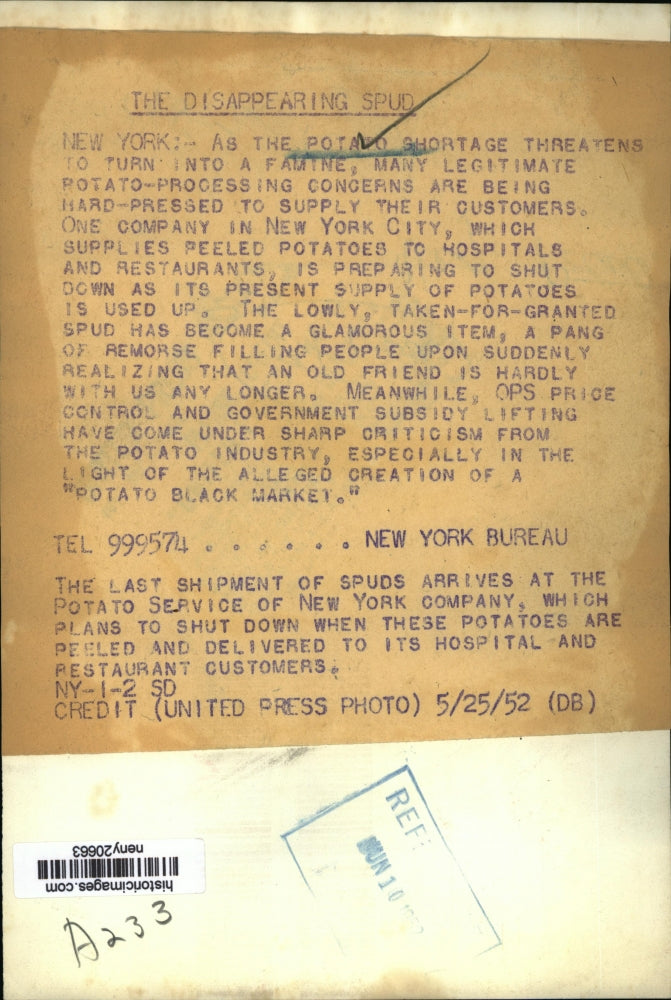 THE DISAPPEARING SPUD
NEW YORK:- AS THE POTATO SHORTAGE THREATENS
TO TURN INTO A FAMINE, MANY LEGITIMATE
POTATO-PROCESSING CONCERNS ARE BEING
HARD-PRESSED TO SUPPLY THEIR CUSTOMERS.
ONE COMPANY IN NEW YORK CITY, WHICH
SUPPLIES PEELED POTATOES TO HOSPITALS
AND RESTAURANTS, IS PREPARING TO SHUT
DOWN AS ITS PRESENT SUPPLY OF POTATOES
IS USED UP. THE LOWLY, TAKEN-FOR-GRANTED
SPUD HAS BECOME A GLAMOROUS ITEM, A PANG
OF REMORSE FILLING PEOPLE UPON SUDDENLY
REALIZING THAT AN OLD FRIEND IS HARDLY
WITH US ANY LONGER. MEANWHILE, OPS PRICE
CONTROL AND GOVERNMENT SUBSIDY LIFTING
HAVE COME UNDER SHARP CRITICISM FROM
THE POTATO INDUSTRY, ESPECIALLY IN THE
LIGHT OF THE ALLEGED CREATION OF A
"POTATO BLACK MARKET."
TEL 999574 . . . . . . . NEW YORK BUREAU
THE LAST SHIPMENT OF SPUDS ARRIVES AT THE
POTATO SERVICE OF NEW YORK COMPANY, WHICH
PLANS TO SHUT DOWN WHEN THESE POTATOES ARE
PEELED AND DELIVERED TO ITS HOSPITAL AND
RESTAURANT CUSTOMERS.
NY-1-2 SD
CREDIT (UNITED PRESS PHOTO) 5/25/52 (DB)
REF.
JUN 10
historicimages.com
neny20663
A233